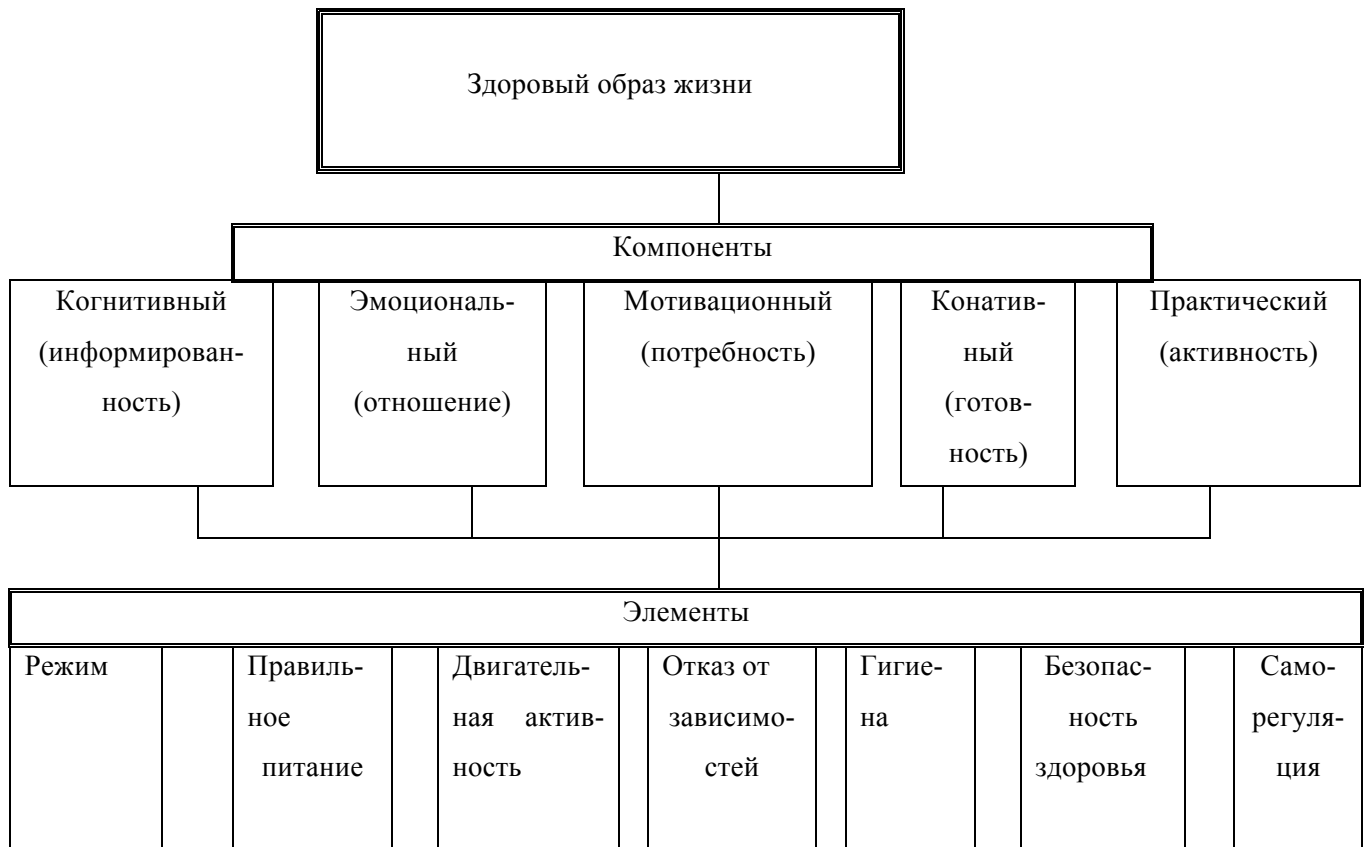 Здоровый образ жизни
Компоненты
Когнитивный
(информирован-
ность)
Эмоциональ-
ный
(отношение)
Мотивационный
(потребность)
Конатив-
ный
(готов-
ность)
Практический
(активность)
Элементы
Режим
Правиль-
ное
питание
Двигатель-
ная актив-
ность
Отказ от
зависимо-
стей
Гигие-
на
Безопас-
ность
здоровья
Само-
регуля-
ция